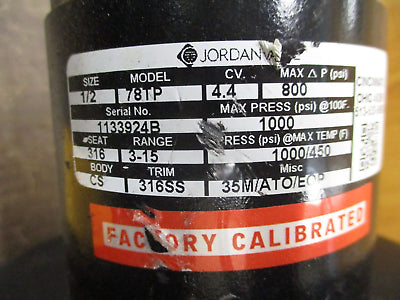 JORDAN
SIZE MODEL CV. MAX Δ P (psi)
1/2 78TP 4.4 800
Serial No. MAX PRESS (psi) @100F.
1133924B 1000
SEAT RANGE PRESS (psi) @MAX TEMP(F)
316 3-15 1000/450
BODY TRIM Misc
CS 316SS 35M/ATO/EQP
FACTORY CALIBRATED